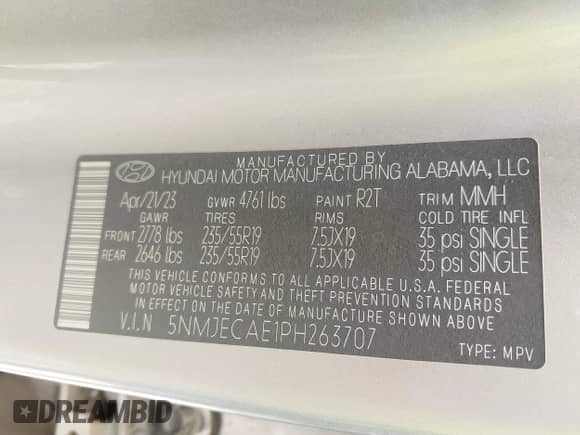 MANUFACTURED BY
HYUNDAI MOTOR MANUFACTURING ALABAMA, LLC
Apr/21/23 GVWR 4761 lbs PAINT R2T TRIM MMH
GAWR TIRES RIMS COLD TIRE INFL
FRONT 2778 lbs 235/55R19 7.5JX19 35 psi SINGLE
REAR 2646 lbs 235/55R19 7.5JX19 35 psi SINGLE
THIS VEHICLE CONFORMS TO ALL APPLICABLE U.S.A. FEDERAL
MOTOR VEHICLE SAFETY AND THEFT PREVENTION STANDARDS
IN EFFECT ON THE DATE OF MANUFACTURE SHOWN ABOVE.
V.I.N 5NMJECAE1PH263707
TYPE: MPV
DREAMBID